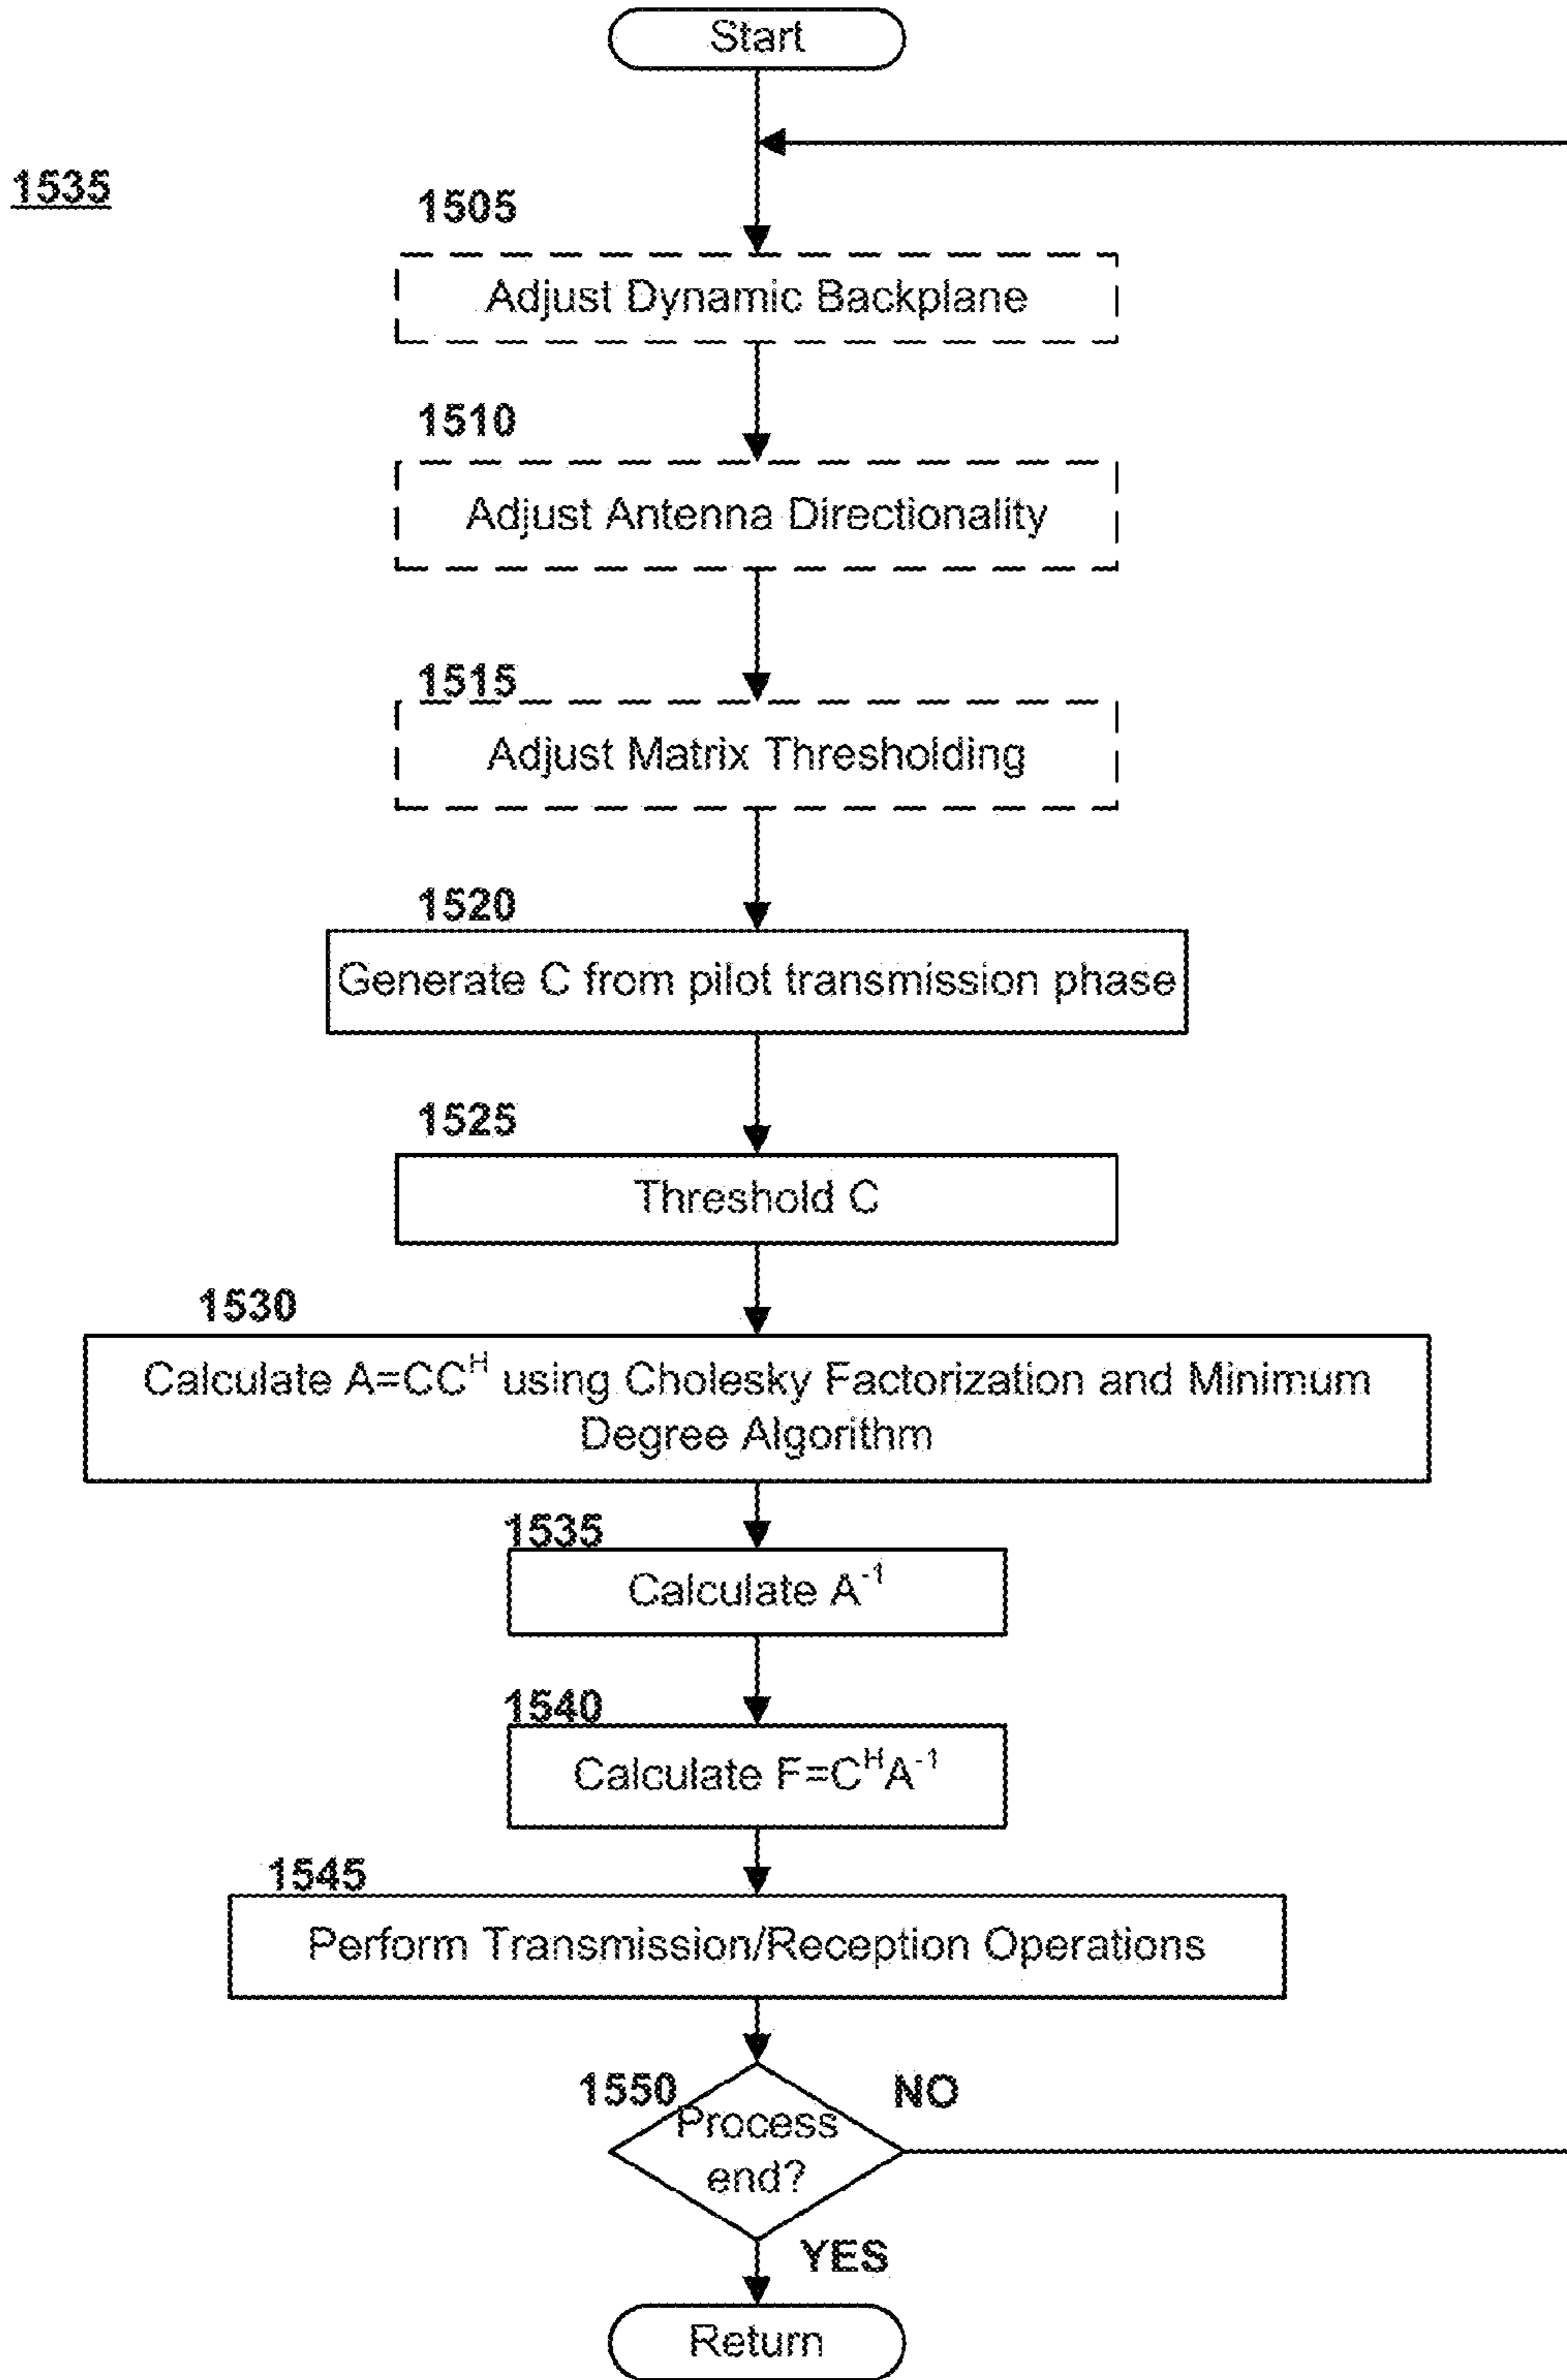 Start
1535
1505
Adjust Dynamic Backplane
1510
Adjust Antenna Directionality
1515
Adjust Matrix Thresholding
1520
Generate C from pilot transmission phase
1525
Threshold C
1530
Calculate A=CCᴴ using Cholesky Factorization and Minimum
Degree Algorithm
1535
Calculate A⁻¹
1540
Calculate F=CᴴA⁻¹
1545
Perform Transmission/Reception Operations
1550
NO
Process
end?
YES
Return